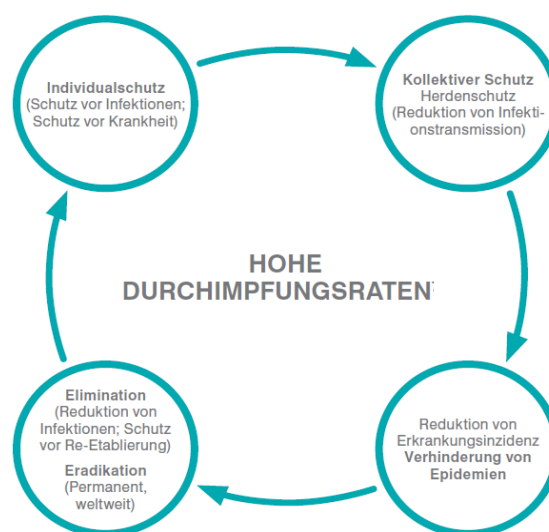 Individualschutz
(Schutz vor Infektionen;
Schutz vor Krankheit)
Kollektiver Schutz
Herdenschutz
(Reduktion von Infekti-
onstransmission)
HOHE
DURCHIMPFUNGSRATEN
Elimination
(Reduktion von
Infektionen; Schutz
vor Re-Etablierung)
Eradikation
(Permanent,
weltweit)
Reduktion von
Erkrankungsinzidenz
Verhinderung von
Epidemien